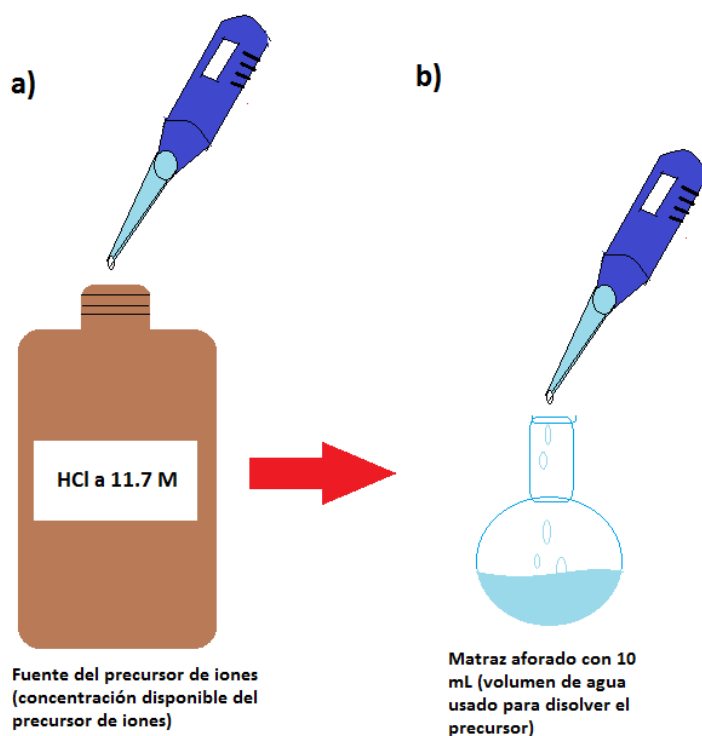 a)
b)
HCl a 11.7 M
Fuente del precursor de iones
(concentración disponible del
precursor de iones)
Matraz aforado con 10
mL (volumen de agua
usado para disolver el
precursor)